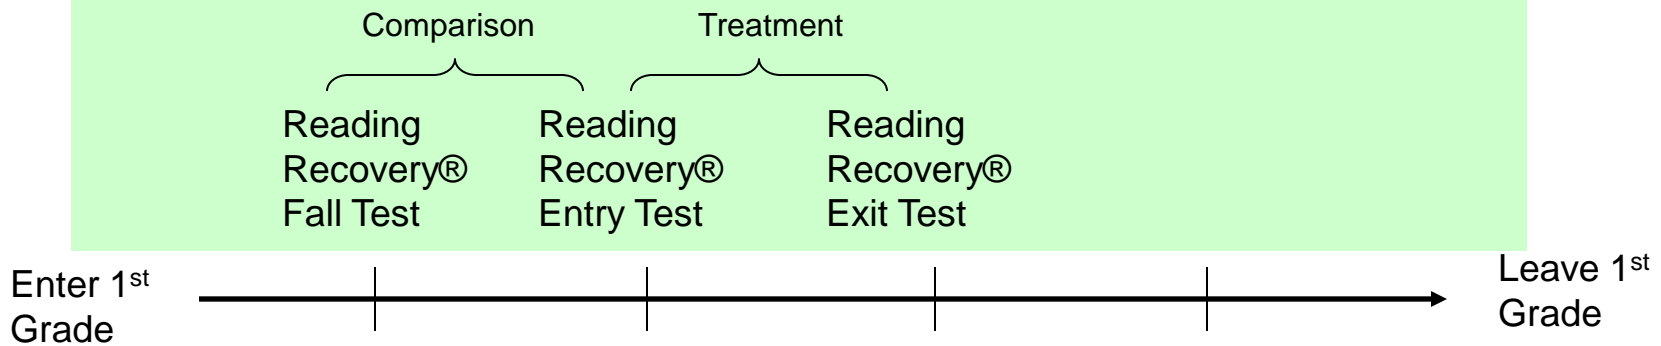 Comparison
Treatment
Reading
Recovery®
Fall Test
Reading
Recovery®
Entry Test
Reading
Recovery®
Exit Test
Enter 1st
Grade
Leave 1st
Grade